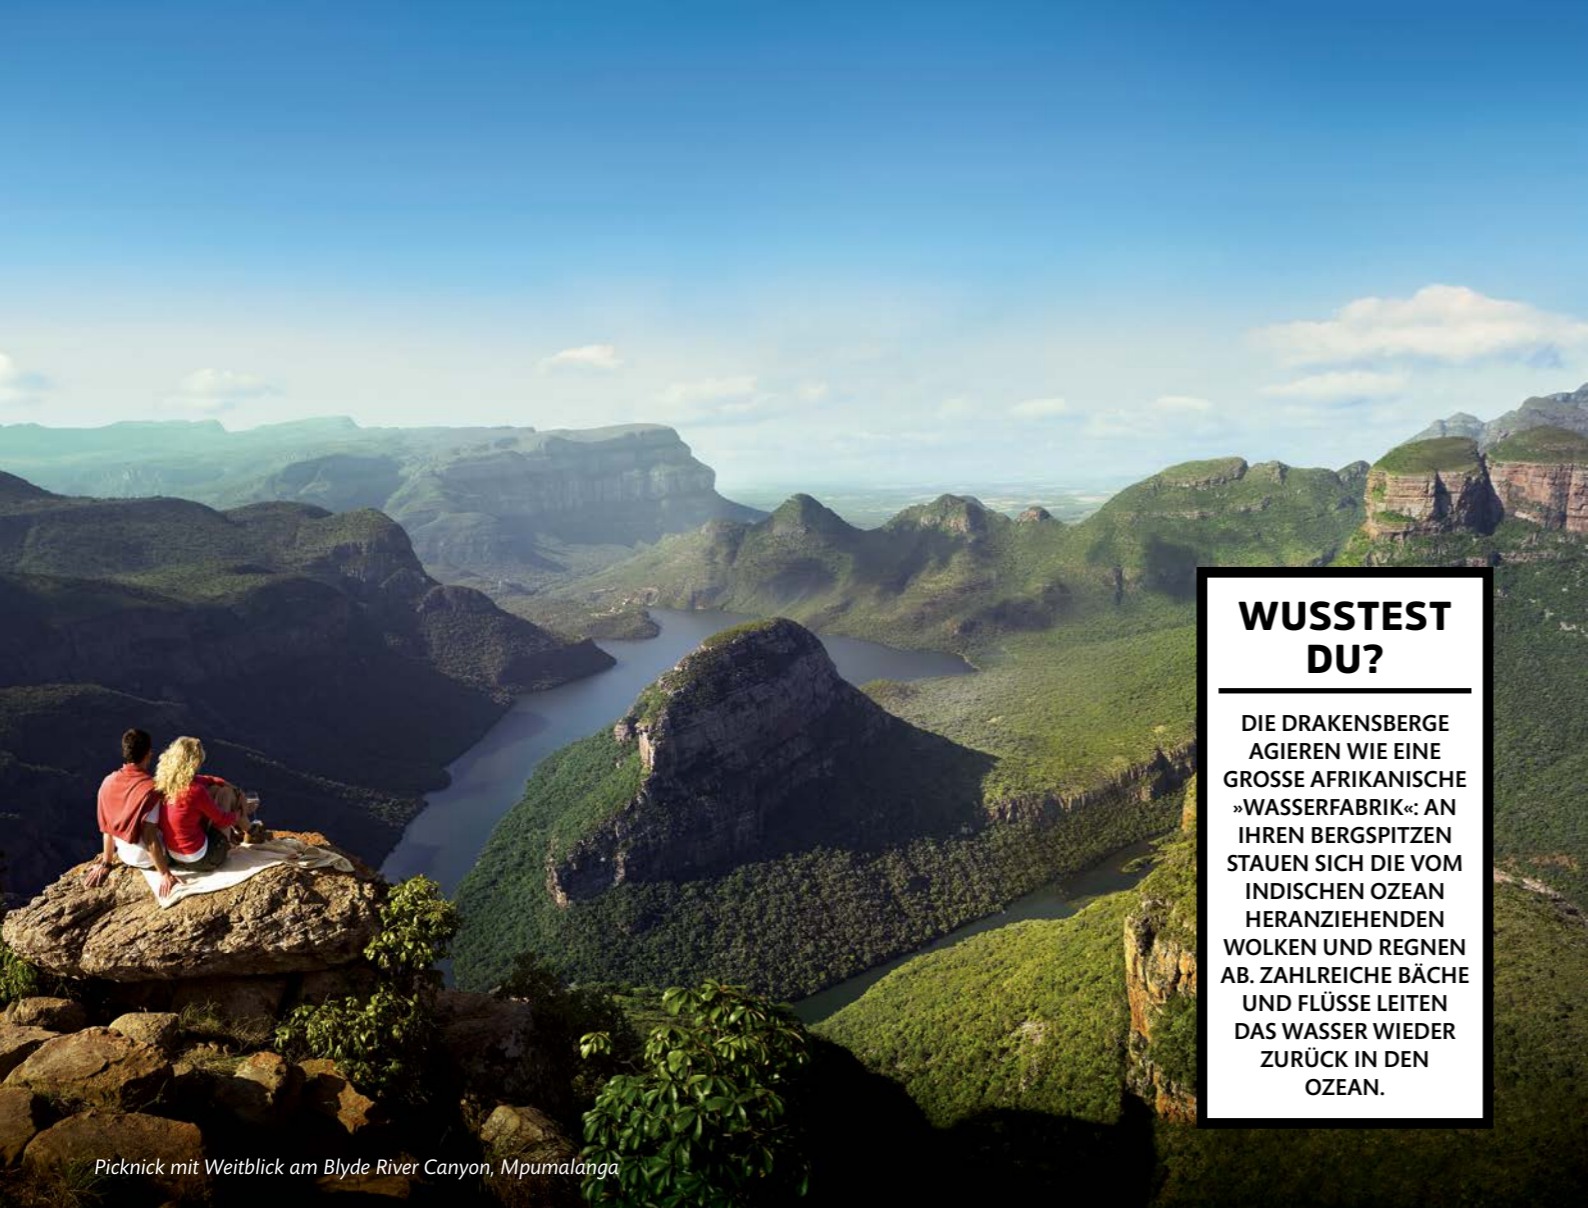 WUSSTEST
DU?
DIE DRAKENSBERGE
AGIEREN WIE EINE
GROSSE AFRIKANISCHE
»WASSERFABRIK«: AN
IHREN BERGSPITZEN
STAUEN SICH DIE VOM
INDISCHEN OZEAN
HERANZIEHENDEN
WOLKEN UND REGNEN
AB. ZAHLREICHE BÄCHE
UND FLÜSSE LEITEN
DAS WASSER WIEDER
ZURÜCK IN DEN
OZEAN.
Picknick mit Weitblick am Blyde River Canyon, Mpumalanga